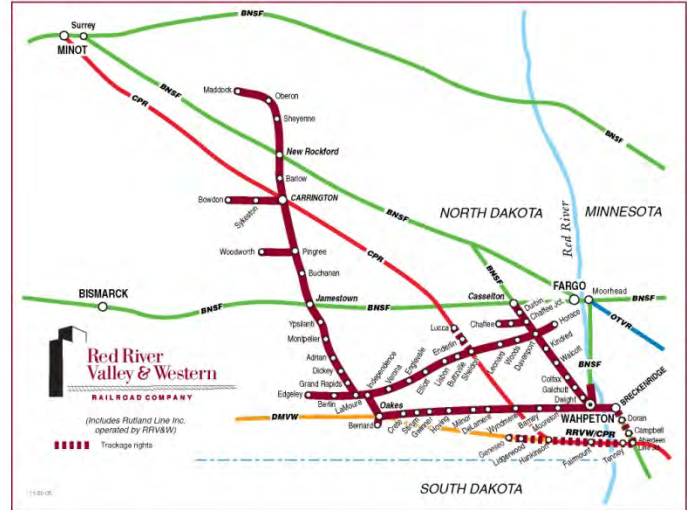 Surrey
MINOT
BNSF
BNSF
CPR
BNSF
Maddock
Oberon
Sheyenne
New Rockford
Barlow
CARRINGTON
Bowdon
Sykeston
NORTH DAKOTA
Red River
MINNESOTA
BNSF
CPR
Woodworth
Pingree
Buchanan
BNSF
BISMARCK
BNSF
Jamestown
BNSF
Casselton
FARGO
Moorhead
BNSF
OTVR
Durbin
Chaffee Jct.
Chaffee
Horace
Lucca
Ypsilanti
Montpelier
Adrian
Dickey
Grand Rapids
Edgeley
Berlin
LaMoure
Independence
Verona
Englevale
Elliott
Lisbon
Enderlin
Buttzville
Sheldon
Leonard
Woods
Davenport
Kindred
Walcott
Colfax
Galchutt
Dwight
BNSF
BRECKENRIDGE
WAHPETON
Doran
Campbell
Aberdeen
Tenney
Fairmount
RRVW/CPR
Hankinson
Lidgerwood
Geneseo
Oakes
Bernard
DMVW
Crete
Stirum
Gwinner
Hoving
Milnor
DeLamere
Wyndmere
Barney
Mooreton
Red River
Valley & Western
RAILROAD COMPANY
(Includes Rutland Line Inc.
operated by RRV&W)
Trackage rights
SOUTH DAKOTA